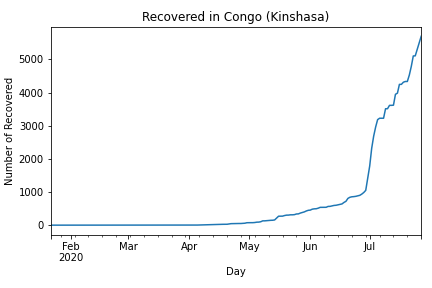 Recovered in Congo (Kinshasa)
Number of Recovered
5000
4000
3000
2000
1000
0
Feb Mar Apr May Jun Jul
2020
Day